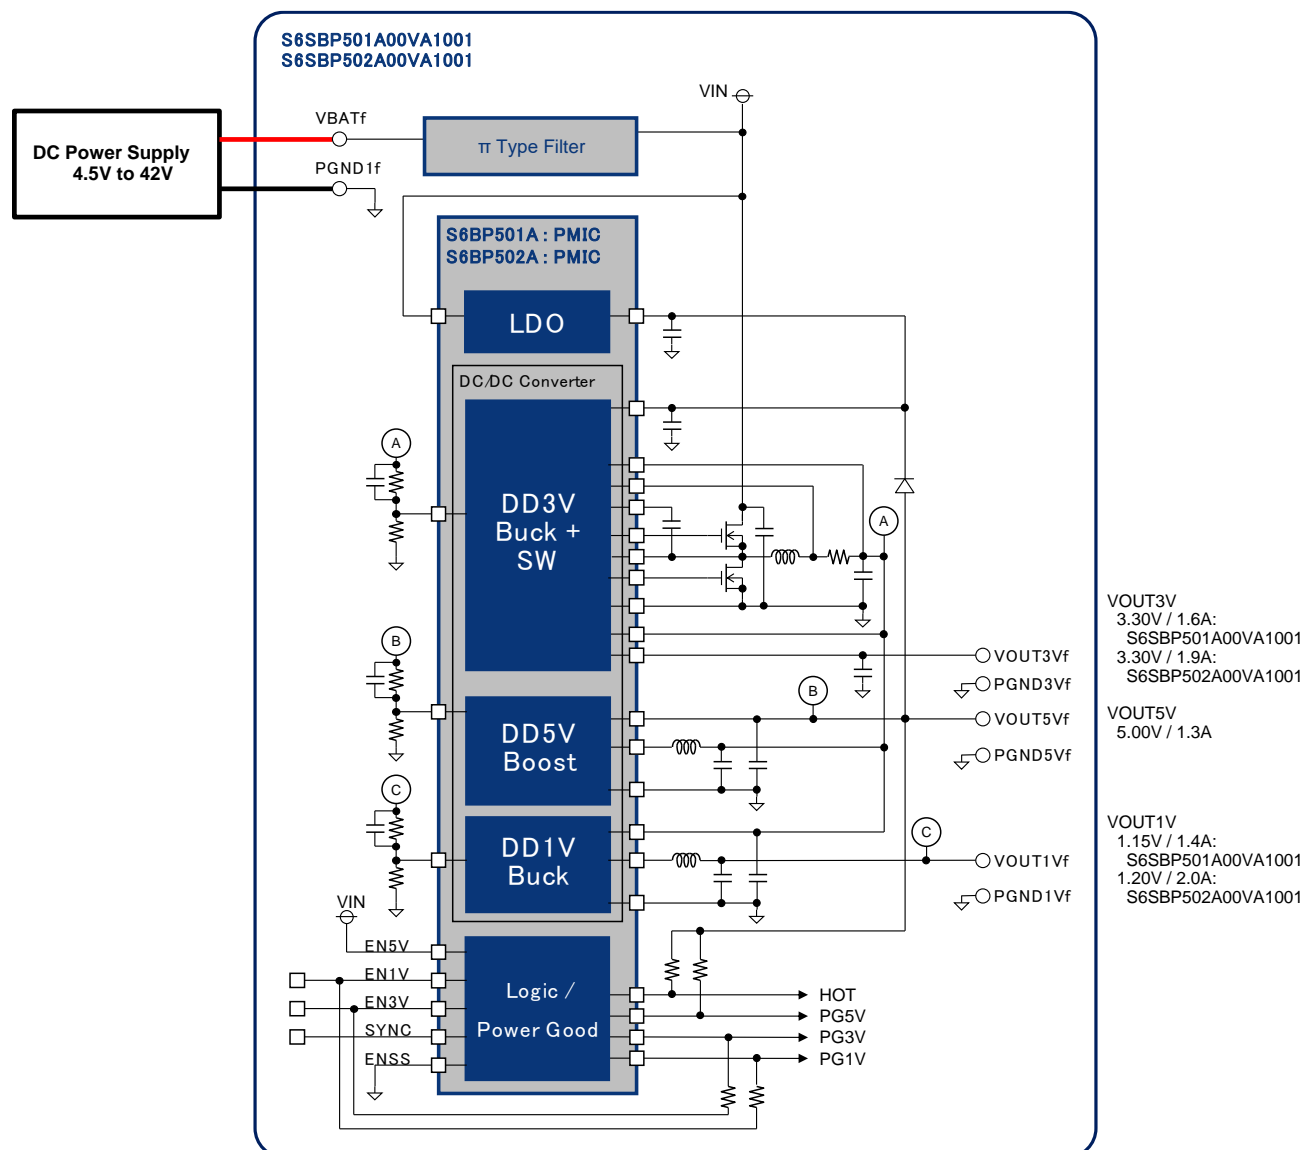 S6SBP501A00VA1001
S6SBP502A00VA1001
VIN
VBATf
DC Power Supply
4.5V to 42V
π Type Filter
PGND1f
S6BP501A : PMIC
S6BP502A : PMIC
LDO
DC/DC Converter
A
DD3V
Buck +
SW
A
VOUT3V
3.30V / 1.6A:
S6SBP501A00VA1001
3.30V / 1.9A:
S6SBP502A00VA1001
B
VOUT3Vf
PGND3Vf
B
DD5V
Boost
VOUT5Vf
PGND5Vf
VOUT5V
5.00V / 1.3A
C
DD1V
Buck
C
VOUT1Vf
PGND1Vf
VOUT1V
1.15V / 1.4A:
S6SBP501A00VA1001
1.20V / 2.0A:
S6SBP502A00VA1001
VIN
EN5V
EN1V
EN3V
SYNC
ENSS
Logic /
Power Good
HOT
PG5V
PG3V
PG1V